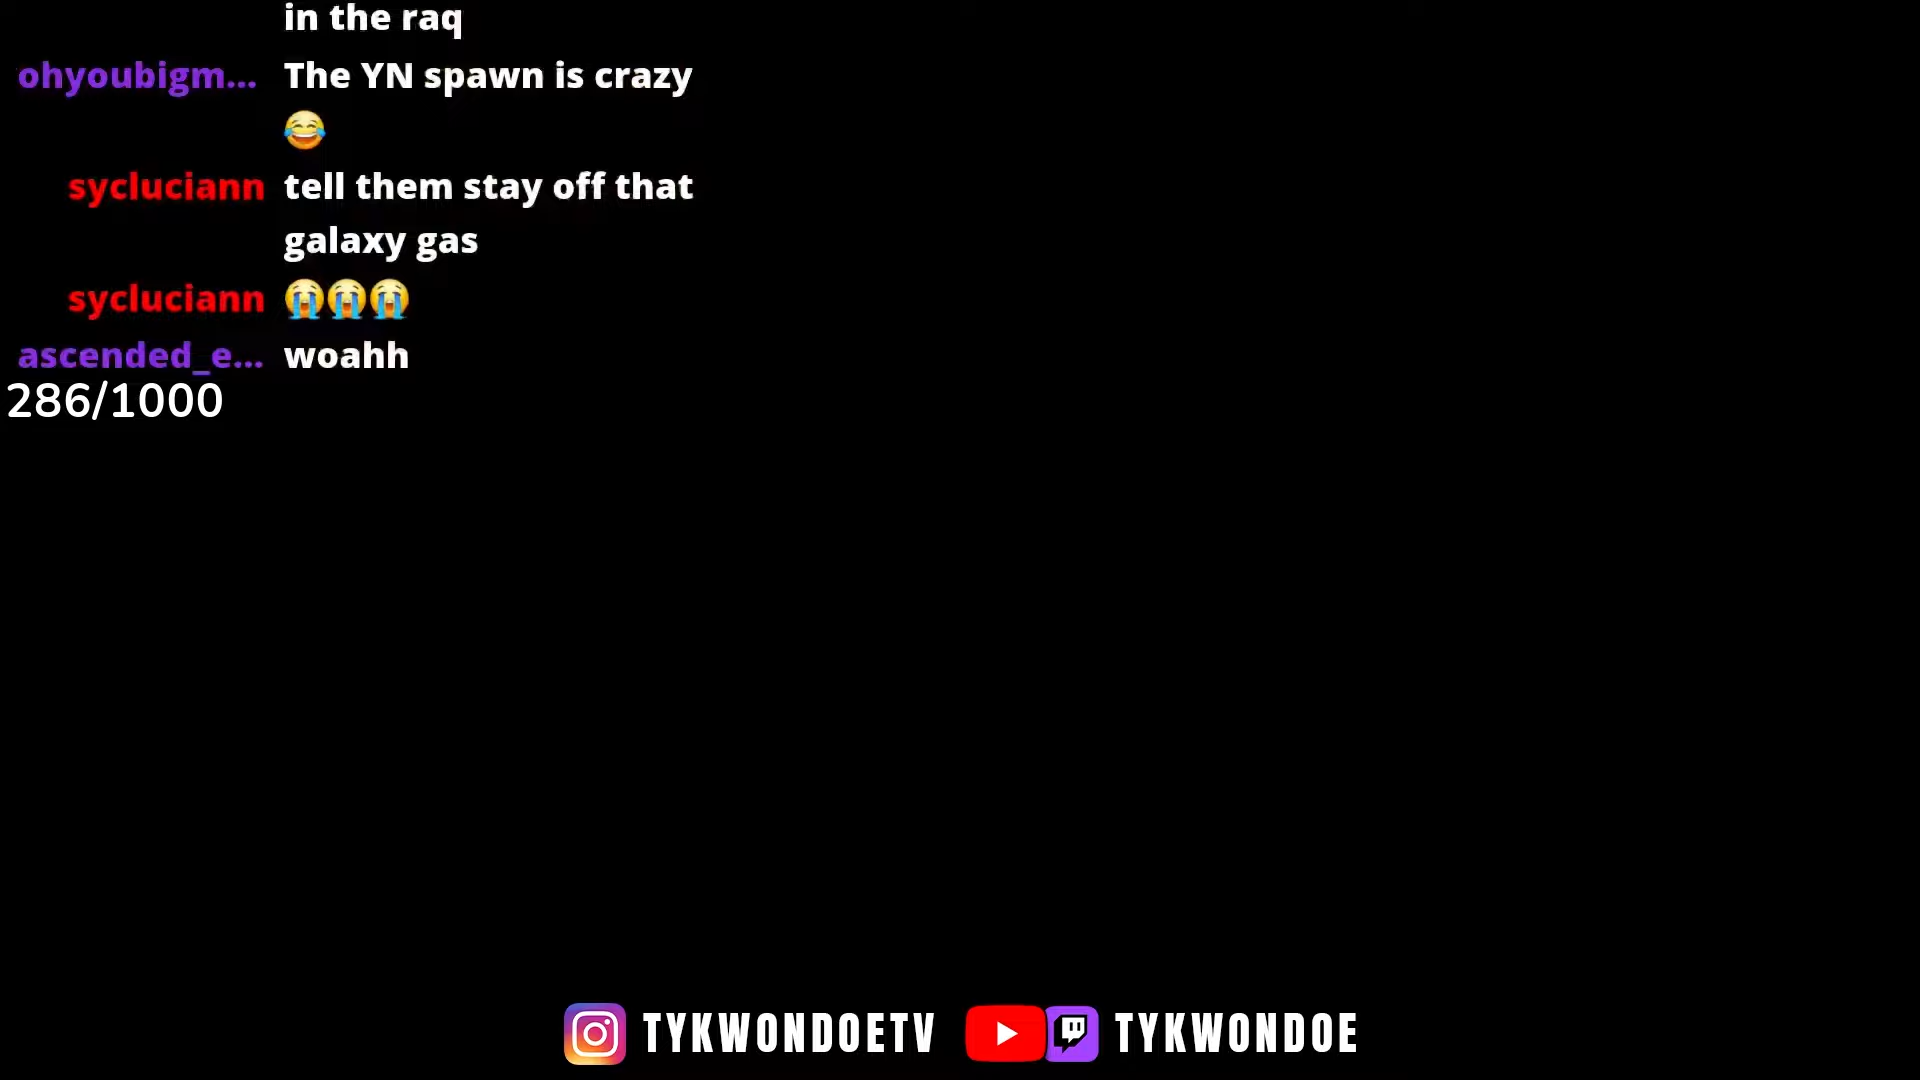 in the raq
ohyoubigm... The YN spawn is crazy
😂
sycluciann tell them stay off that
galaxy gas
sycluciann 😭😭😭
ascended_e... woahh
286/1000
TYKWONDOETV TYKWONDOE